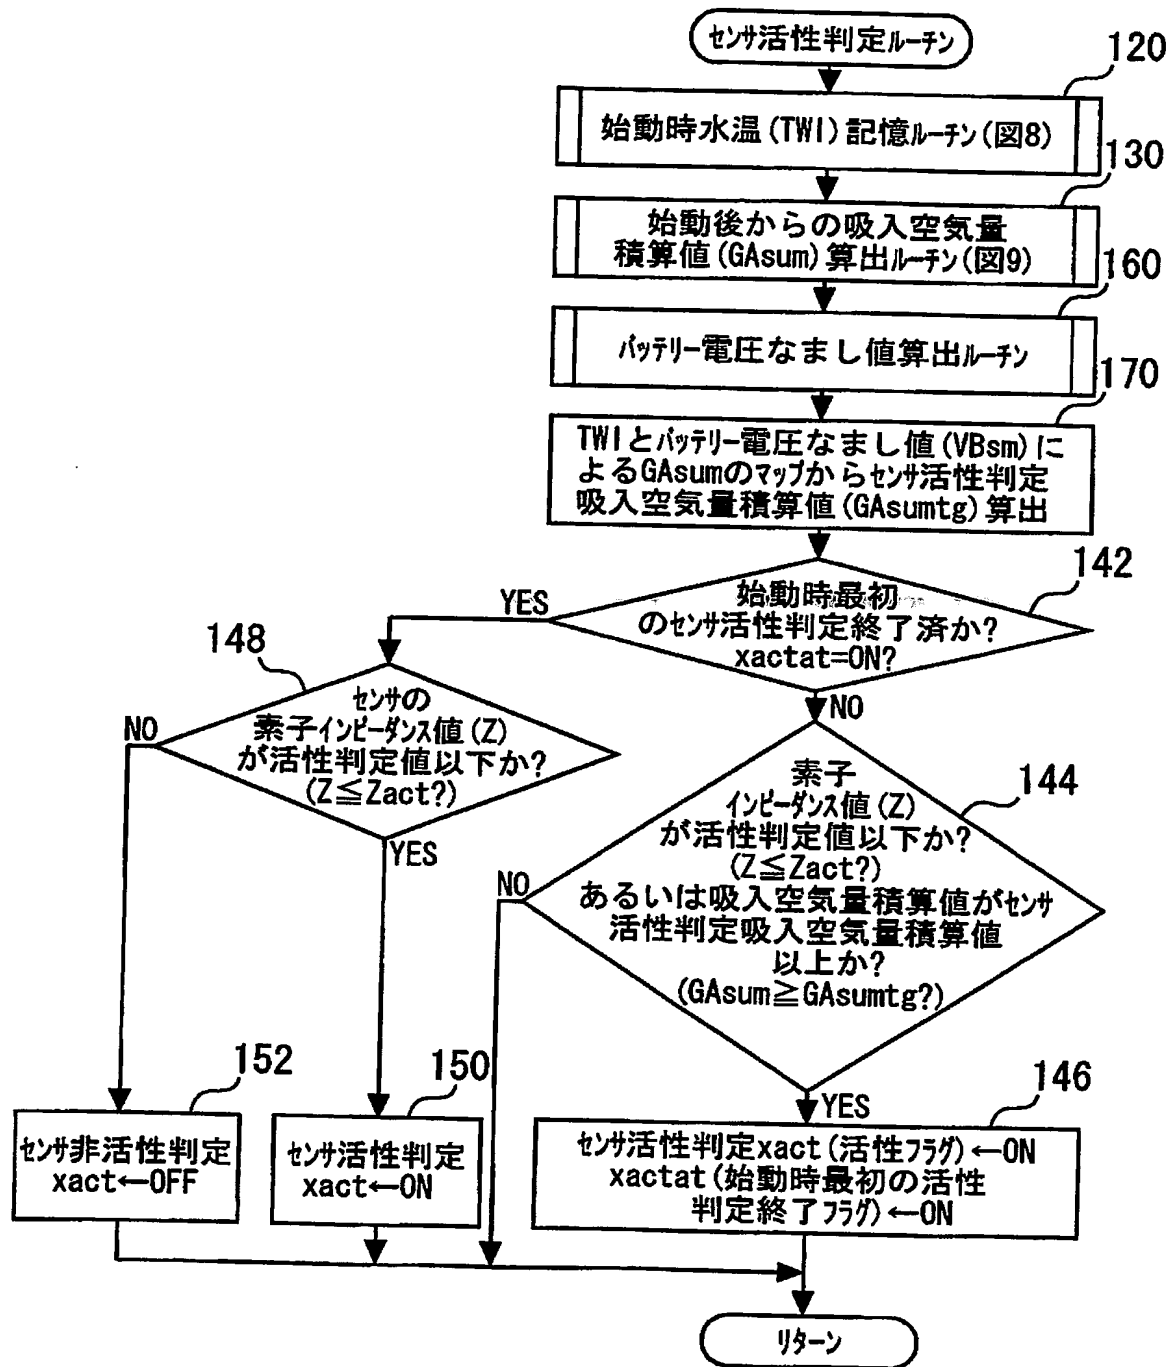 センサ活性判定ルーチン
120
始動時水温(TWI)記憶ルーチン(図8)
130
始動後からの吸入空気量
積算値(GAsum)算出ルーチン(図9)
160
バッテリー電圧なまし値算出ルーチン
170
TWIとバッテリー電圧なまし値(VBsm)に
よるGAsumのマップからセンサ活性判定
吸入空気量積算値(GAsumtg)算出
142
始動時最初
のセンサ活性判定終了済か?
xactat=ON?
YES
NO
148
センサの
素子インピーダンス値(Z)
が活性判定値以下か?
(Z≦Zact?)
NO
YES
144
素子
インピーダンス値(Z)
が活性判定値以下か?
(Z≦Zact?)
あるいは吸入空気量積算値がセンサ
活性判定吸入空気量積算値
以上か?
(GAsum≧GAsumtg?)
NO
YES
152
センサ非活性判定
xact←OFF
150
センサ活性判定
xact←ON
146
センサ活性判定xact(活性フラグ)←ON
xactat(始動時最初の活性
判定終了フラグ)←ON
リターン